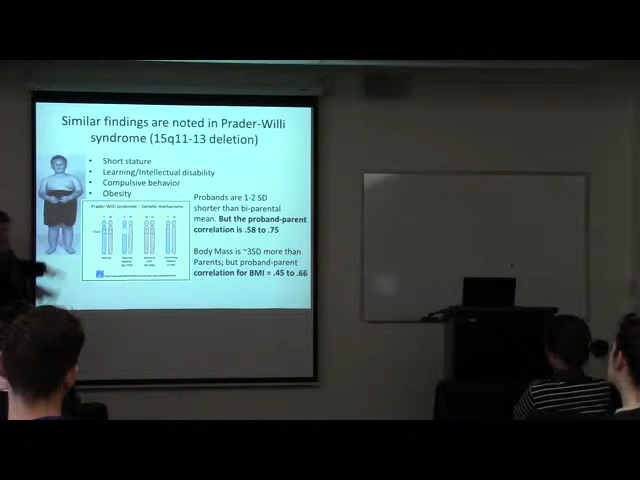 Similar findings are noted in Prader-Willi
syndrome (15q11-13 deletion)
• Short stature
• Learning/Intellectual disability
• Compulsive behavior
• Obesity
Prader-Willi syndrome Genetic mechanisms
Probands are 1-2 SD
shorter than bi-parental
mean. But the proband-parent
correlation is .58 to .75
Body Mass is ~3SD more than
Parents; but proband-parent
correlation for BMI = .45 to .66